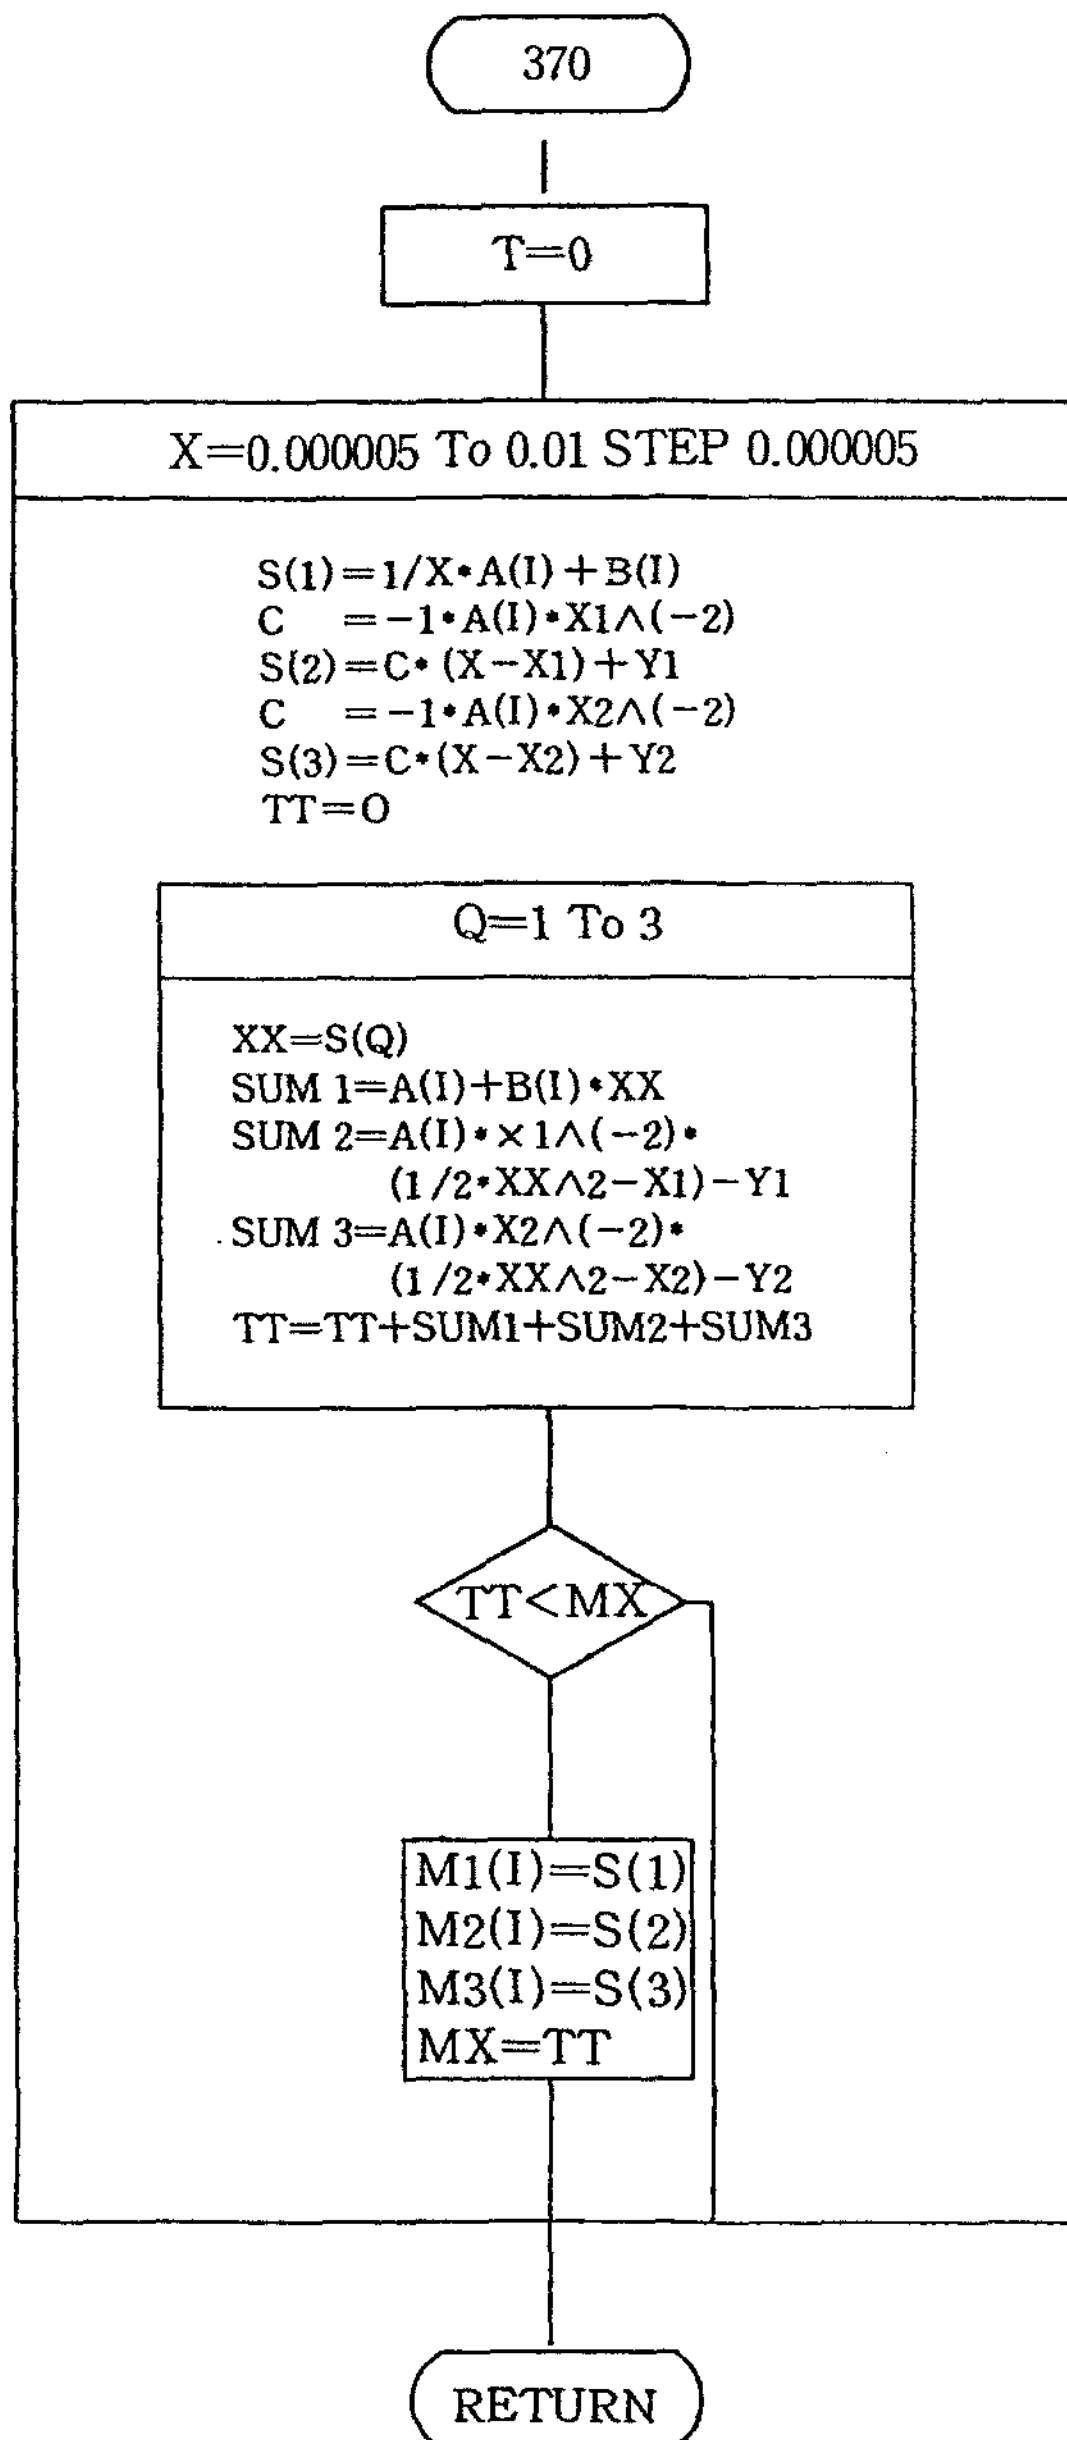 370
T=0
X=0.000005 To 0.01 STEP 0.000005
S(1)=1/X*A(I)+B(I)
C =-1*A(I)*X1∧(-2)
S(2)=C*(X-X1)+Y1
C =-1*A(I)*X2∧(-2)
S(3)=C*(X-X2)+Y2
TT=O
Q=1 To 3
XX=S(Q)
SUM 1=A(I)+B(I)*XX
SUM 2=A(I)*×1∧(-2)*
(1/2*XX∧2-X1)-Y1
SUM 3=A(I)*X2∧(-2)*
(1/2*XX∧2-X2)-Y2
TT=TT+SUM1+SUM2+SUM3
TT<MX
M1(I)=S(1)
M2(I)=S(2)
M3(I)=S(3)
MX=TT
RETURN